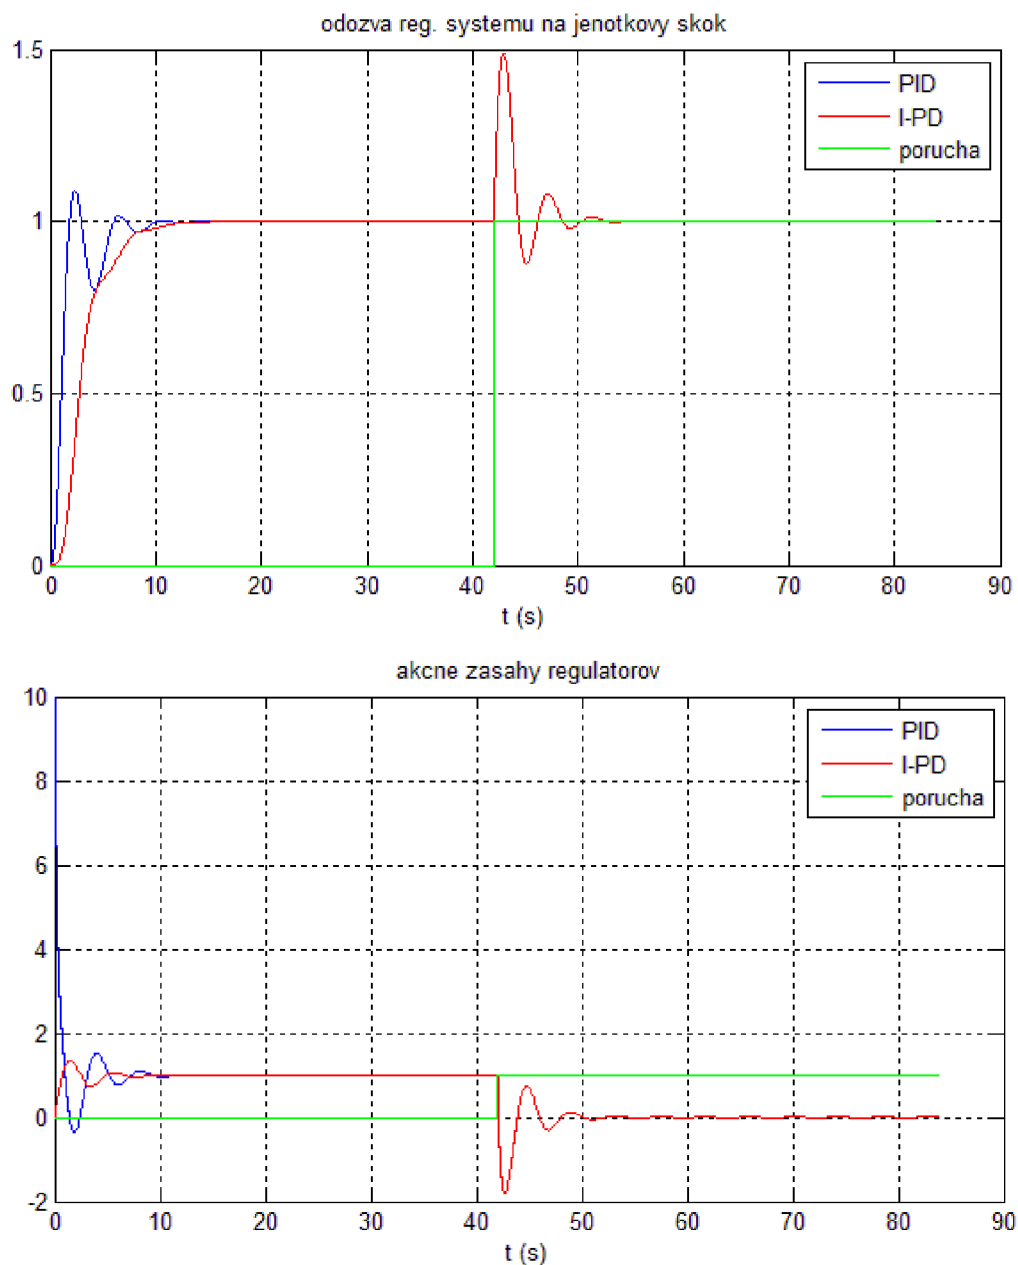 odozva reg. systemu na jenotkovy skok
1.5
1
0.5
0
PID
I-PD
porucha
0 10 20 30 40 50 60 70 80 90
t (s)
akcne zasahy regulatorov
10
8
6
4
2
0
-2
PID
I-PD
porucha
0 10 20 30 40 50 60 70 80 90
t (s)